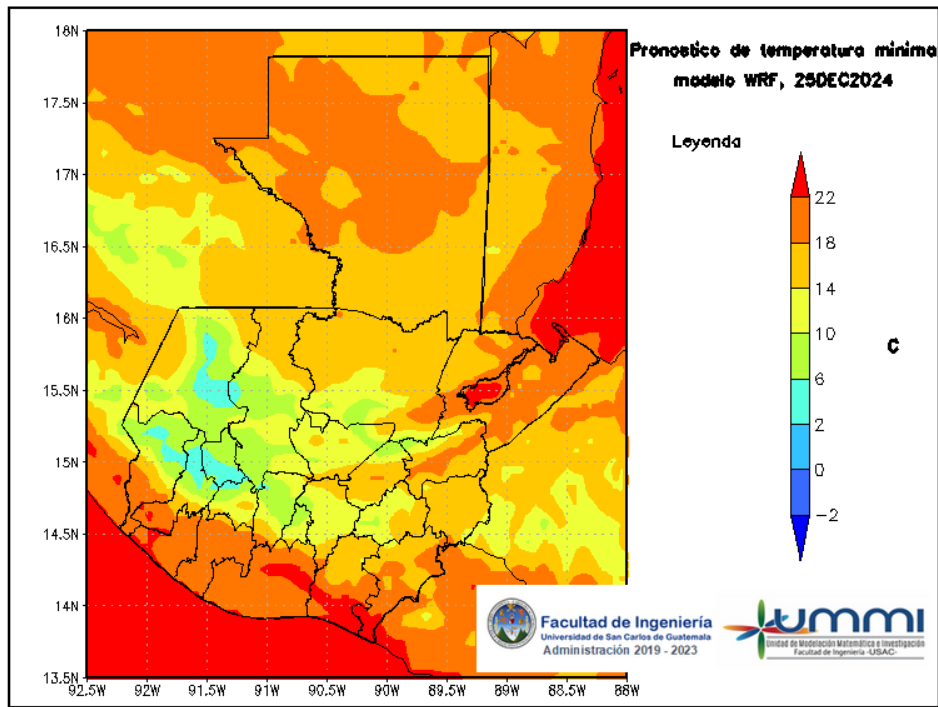 Pronostico de temperatura minima
modelo WRF, 25DEC2024
Leyenda
22
18
14
10
6
2
0
-2
C
18N
17.5N
17N
16.5N
16N
15.5N
15N
14.5N
14N
13.5N
92.5W 92W 91.5W 91W 90.5W 90W 89.5W 89W 88.5W 88W
Facultad de Ingeniería
Universidad de San Carlos de Guatemala
Administración 2019 - 2023
ummi
Unidad de Modelación Matemática e Investigación
Facultad de Ingeniería -USAC-